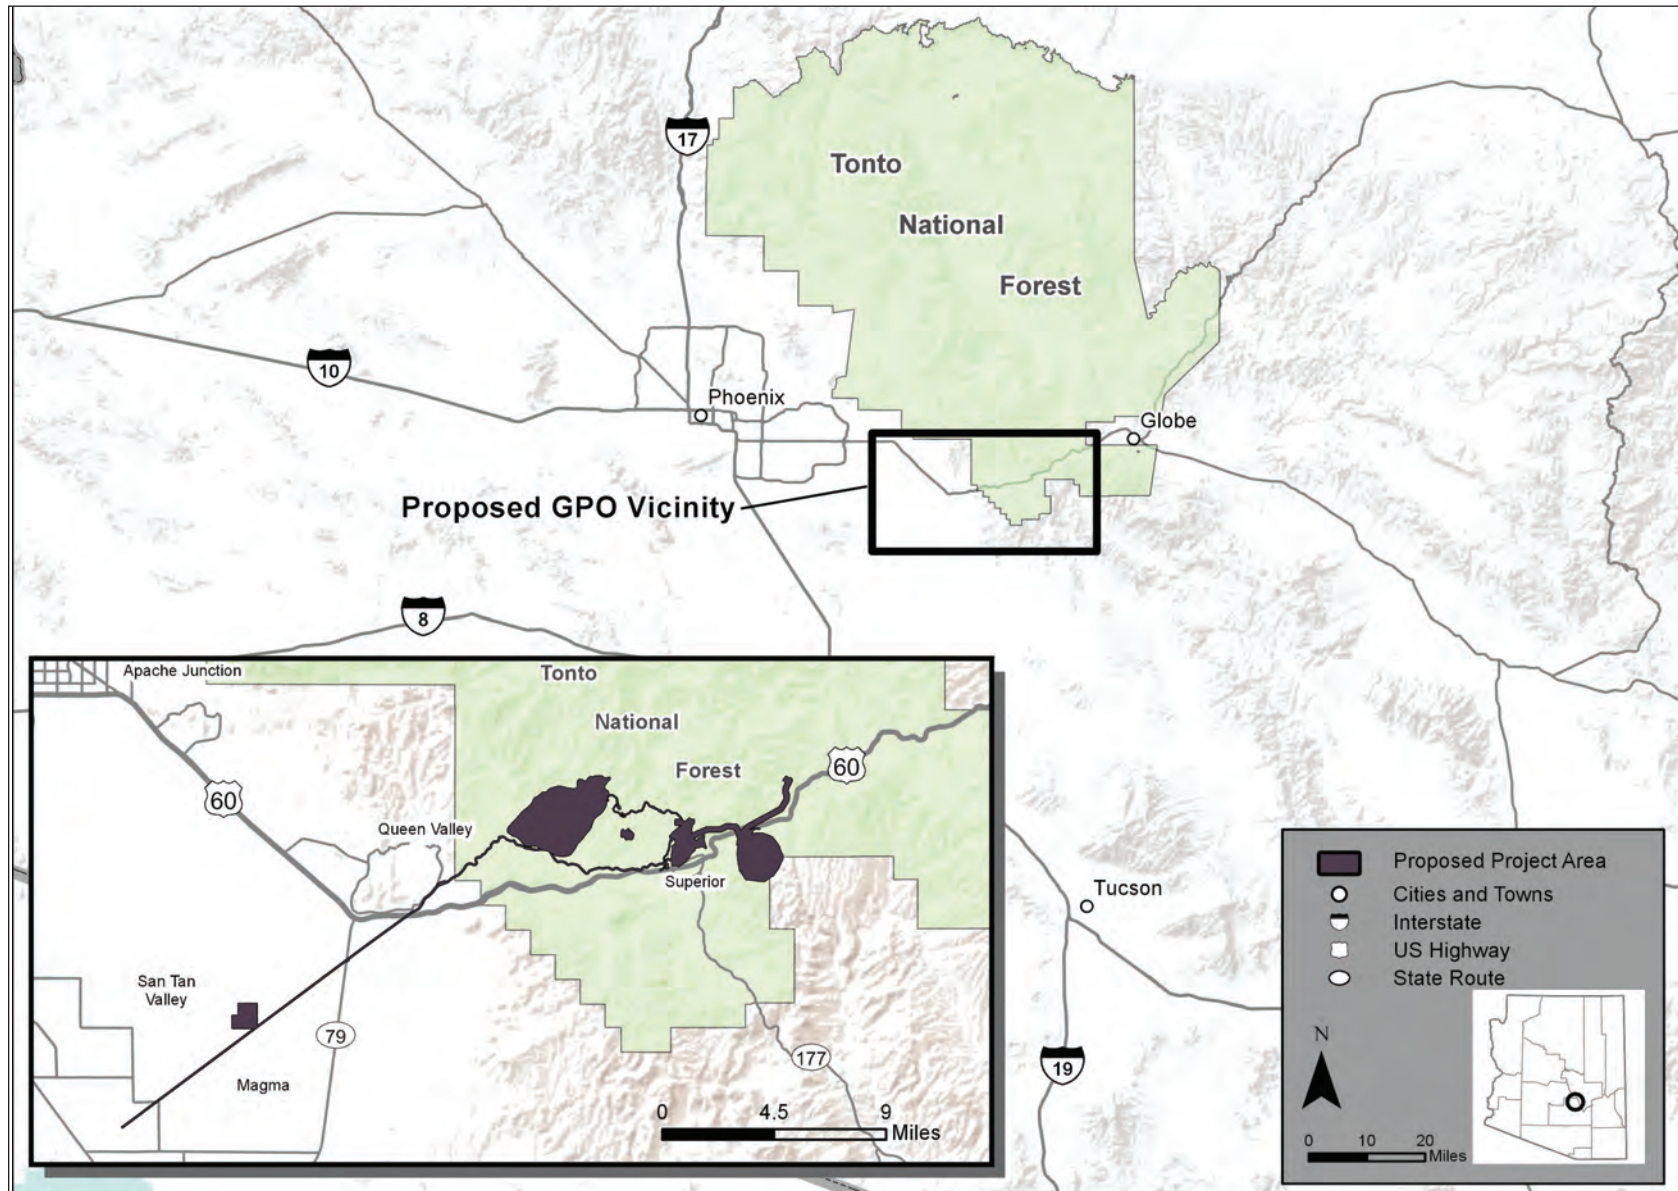 17
Tonto
National
Forest
10
Phoenix
Globe
Proposed GPO Vicinity
8
Apache Junction
Tonto
National
Forest
60
60
Queen Valley
Superior
San Tan
Valley
79
177
Magma
0 4.5 9
Miles
Tucson
19
Proposed Project Area
Cities and Towns
Interstate
US Highway
State Route
N
0 10 20
Miles